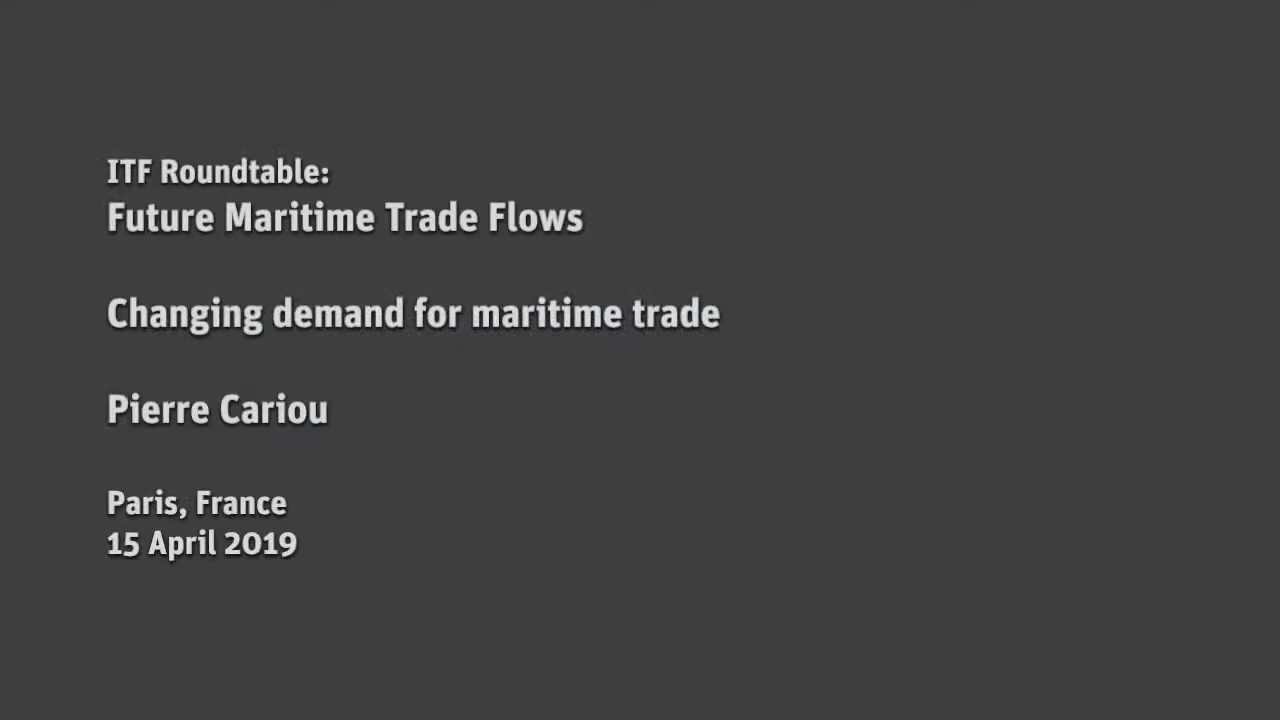 ITF Roundtable:
Future Maritime Trade Flows
Changing demand for maritime trade
Pierre Cariou
Paris, France
15 April 2019